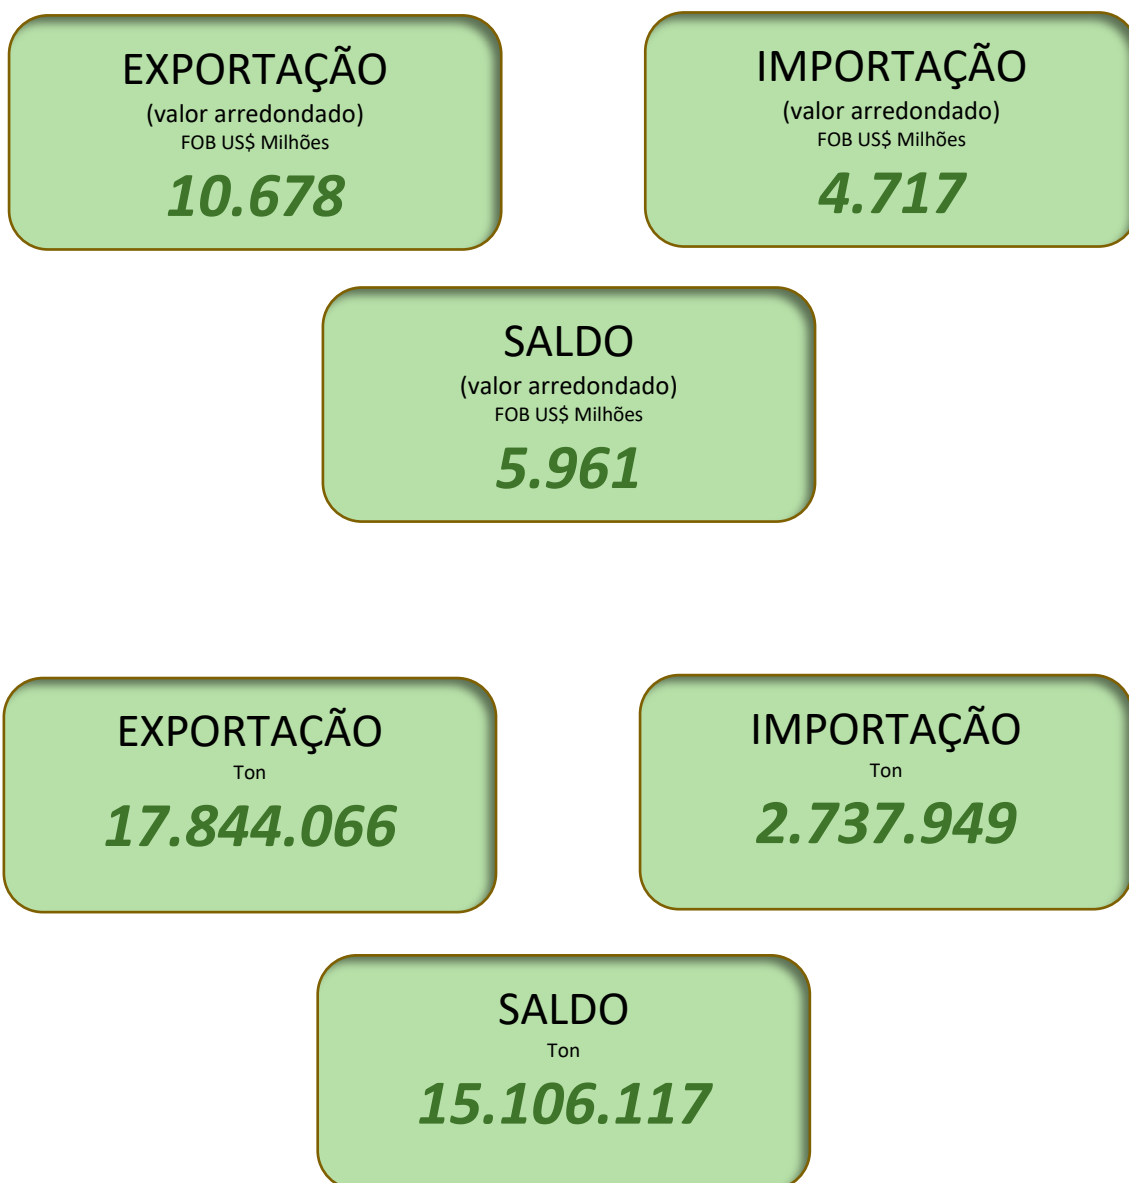 EXPORTAÇÃO
(valor arredondado)
FOB US$ Milhões
10.678
IMPORTAÇÃO
(valor arredondado)
FOB US$ Milhões
4.717
SALDO
(valor arredondado)
FOB US$ Milhões
5.961
EXPORTAÇÃO
Ton
17.844.066
IMPORTAÇÃO
Ton
2.737.949
SALDO
Ton
15.106.117